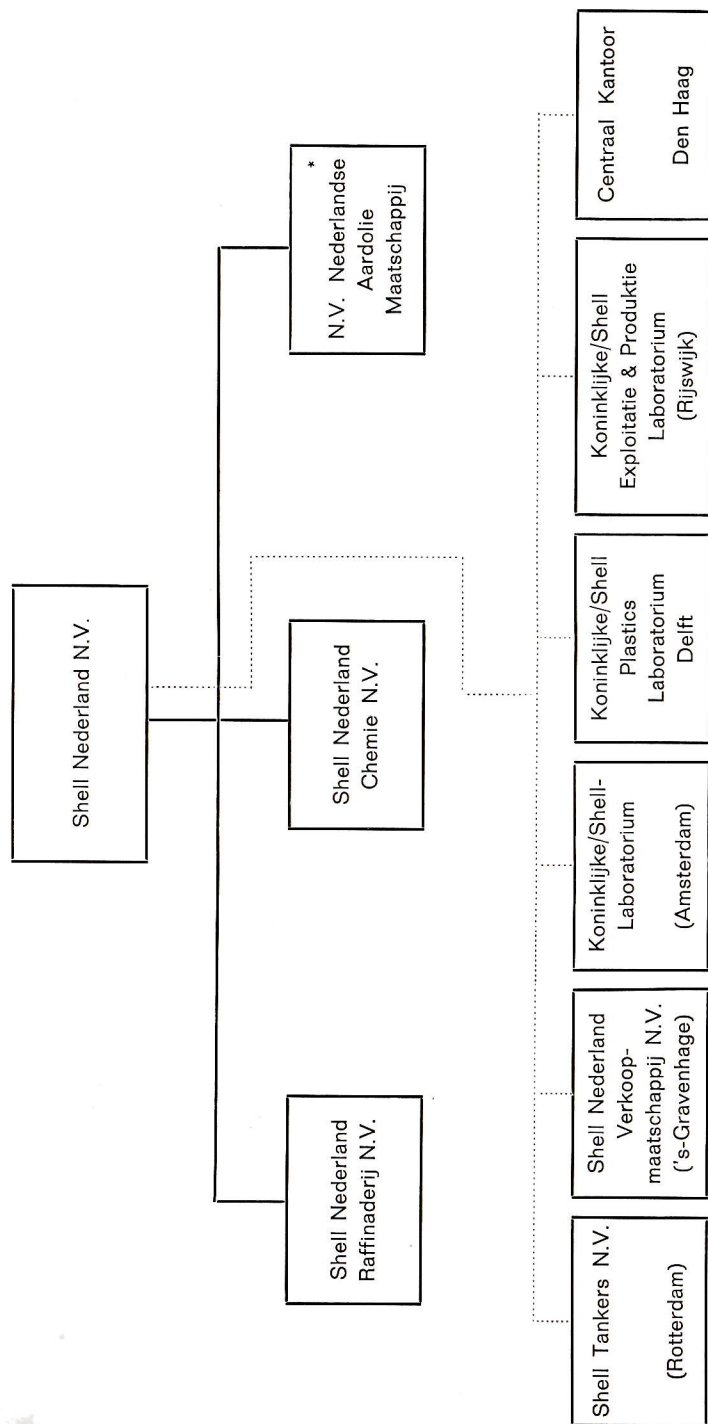 Shell Nederland N.V.
Shell Nederland
Raffinaderij N.V.
Shell Nederland
Chemie N.V.
*
N.V. Nederlandse
Aardolie
Maatschappij
Shell Tankers N.V.
(Rotterdam)
Shell Nederland
Verkoop-
maatschappij N.V.
('s-Gravenhage)
Koninklijke/Shell-
Laboratorium
(Amsterdam)
Koninklijke/Shell
Plastics
Laboratorium
Delft
Koninklijke/Shell
Exploitatie & Produktie
Laboratorium
(Rijswijk)
Centraal Kantoor
Den Haag